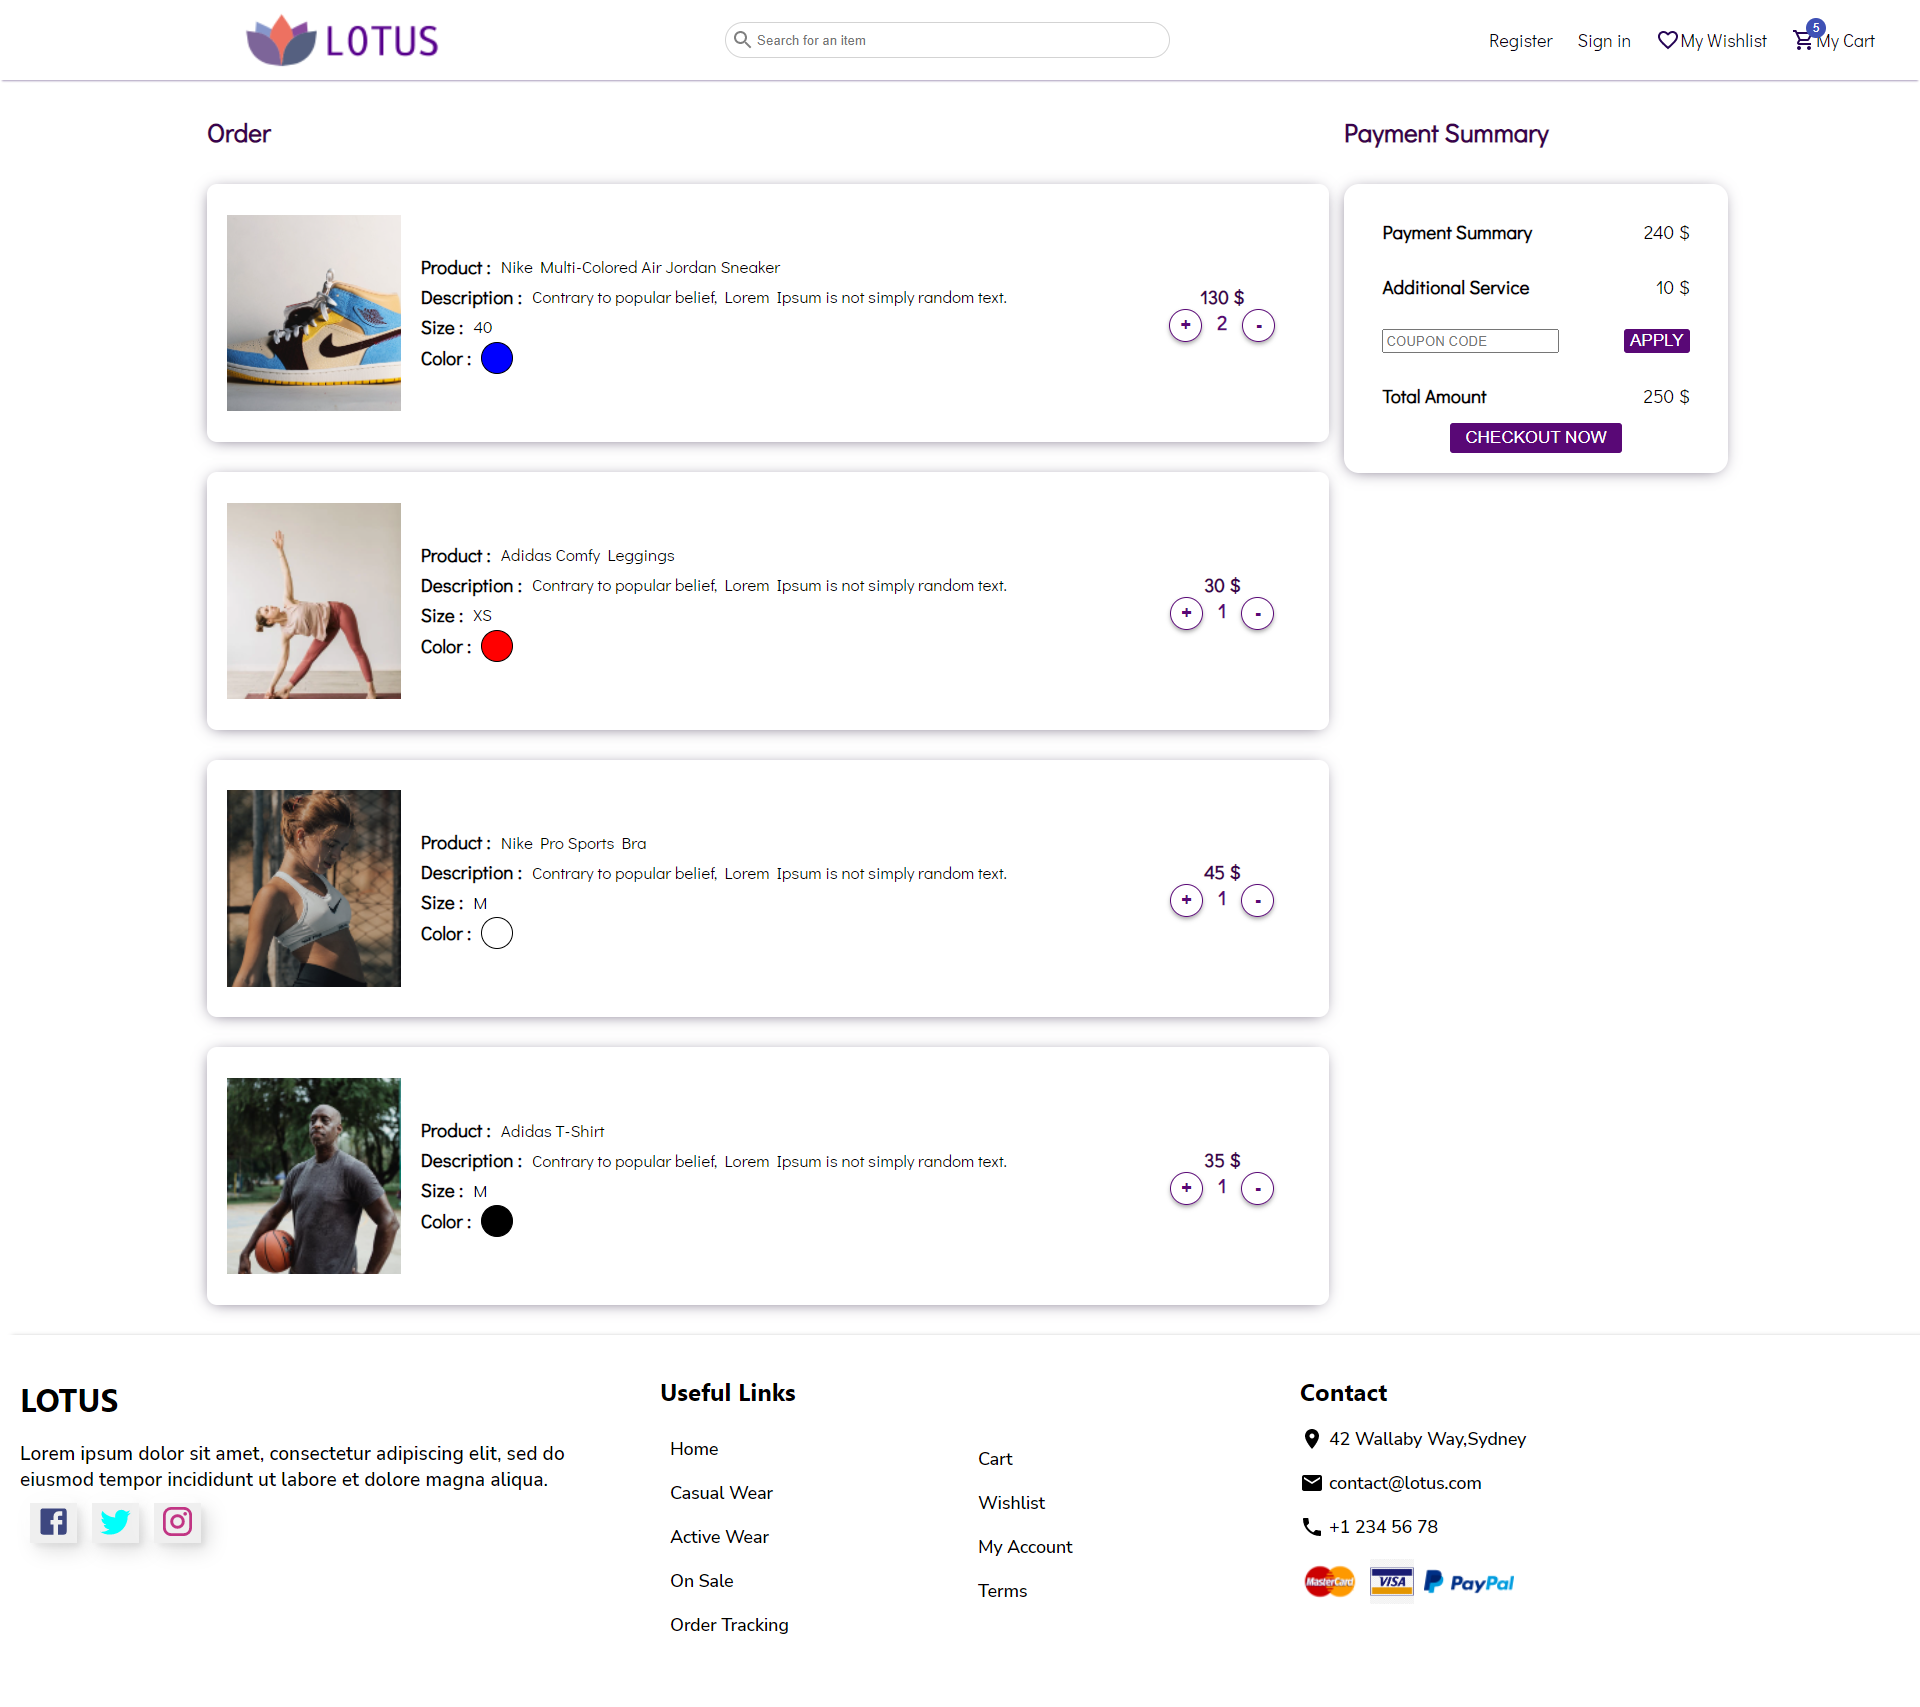 LOTUS
Search for an item
Register Sign in My Wishlist 5 My Cart
Order
Payment Summary
Product : Nike Multi-Colored Air Jordan Sneaker
Description : Contrary to popular belief, Lorem Ipsum is not simply random text.
Size : 40
Color :
130 $
+ 2 -
Product : Adidas Comfy Leggings
Description : Contrary to popular belief, Lorem Ipsum is not simply random text.
Size : XS
Color :
30 $
+ 1 -
Product : Nike Pro Sports Bra
Description : Contrary to popular belief, Lorem Ipsum is not simply random text.
Size : M
Color :
45 $
+ 1 -
Product : Adidas T-Shirt
Description : Contrary to popular belief, Lorem Ipsum is not simply random text.
Size : M
Color :
35 $
+ 1 -
Payment Summary 240 $
Additional Service 10 $
COUPON CODE APPLY
Total Amount 250 $
CHECKOUT NOW
LOTUS
Lorem ipsum dolor sit amet, consectetur adipiscing elit, sed do
eiusmod tempor incididunt ut labore et dolore magna aliqua.
Useful Links
Home
Casual Wear
Active Wear
On Sale
Order Tracking
Cart
Wishlist
My Account
Terms
Contact
42 Wallaby Way,Sydney
contact@lotus.com
+1 234 56 78
MasterCard VISA PayPal